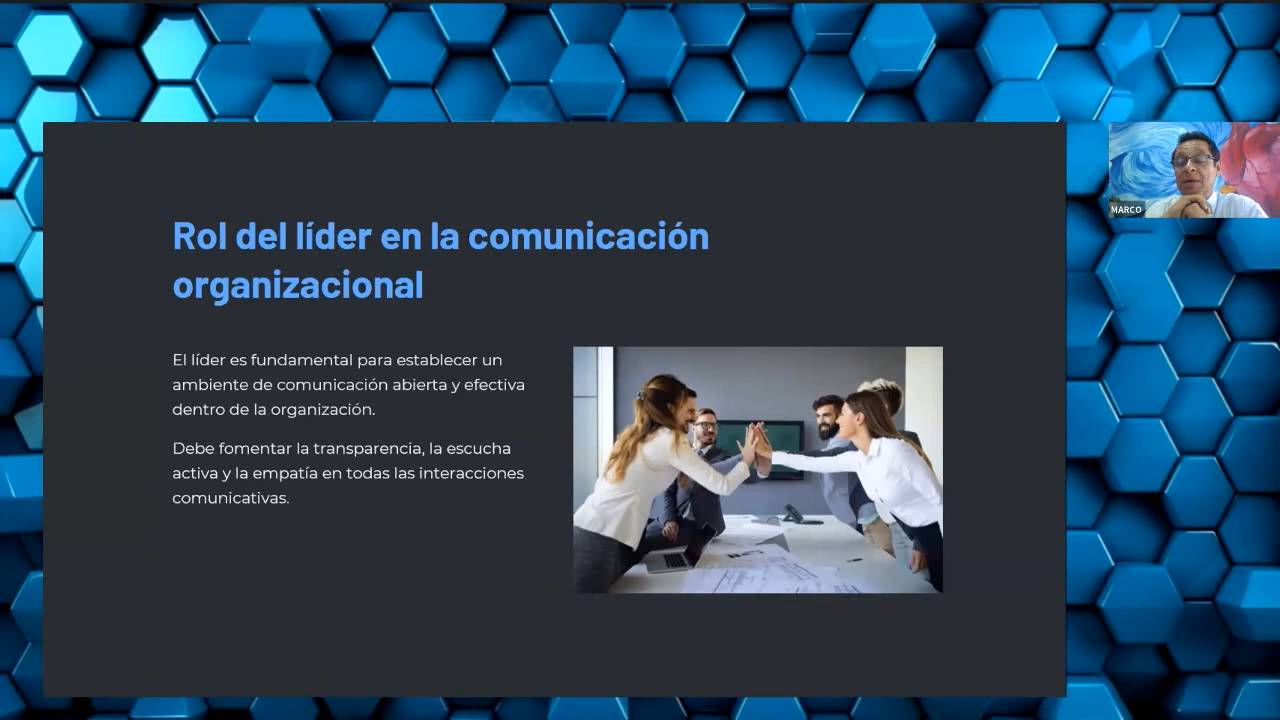 Rol del líder en la comunicación
organizacional
El líder es fundamental para establecer un
ambiente de comunicación abierta y efectiva
dentro de la organización.
Debe fomentar la transparencia, la escucha
activa y la empatía en todas las interacciones
comunicativas.
MARCO